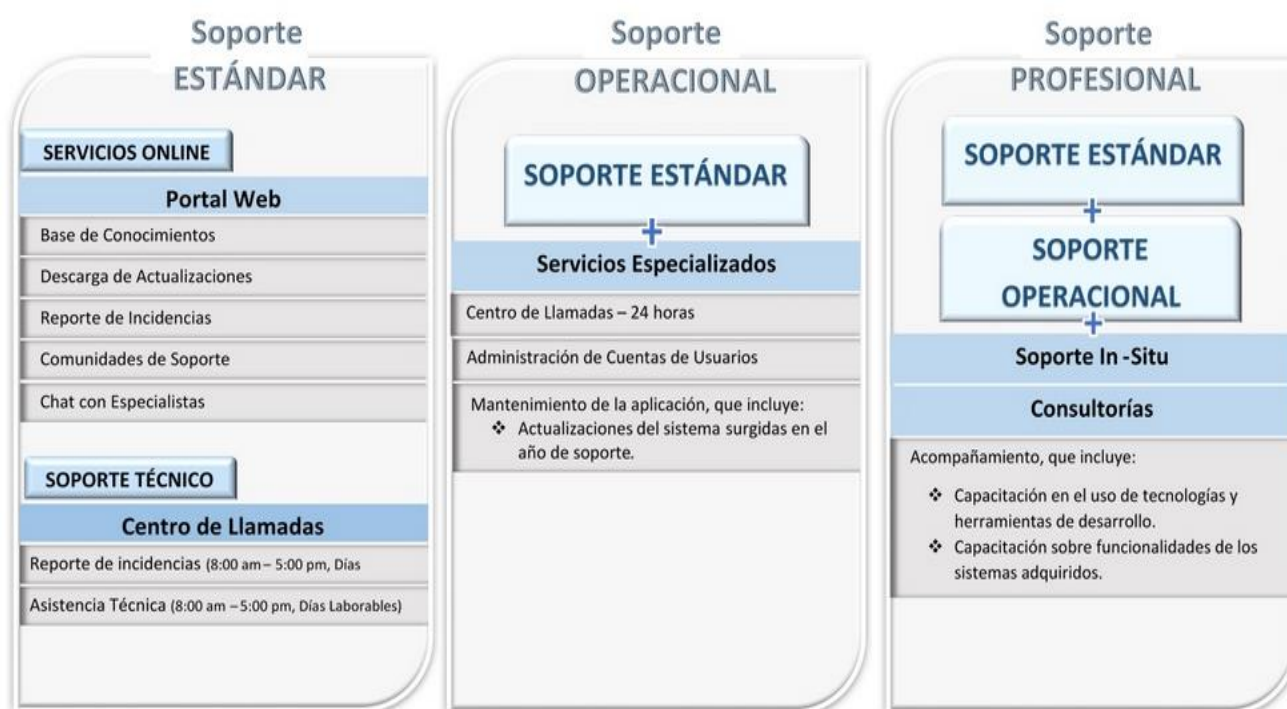 Soporte
ESTÁNDAR
SERVICIOS ONLINE
Portal Web
Base de Conocimientos
Descarga de Actualizaciones
Reporte de Incidencias
Comunidades de Soporte
Chat con Especialistas
SOPORTE TÉCNICO
Centro de Llamadas
Reporte de incidencias (8:00 am – 5:00 pm, Días
Asistencia Técnica (8:00 am – 5:00 pm, Días Laborables)
Soporte
OPERACIONAL
SOPORTE ESTÁNDAR
+
Servicios Especializados
Centro de Llamadas – 24 horas
Administración de Cuentas de Usuarios
Mantenimiento de la aplicación, que incluye:
❖ Actualizaciones del sistema surgidas en el
año de soporte.
Soporte
PROFESIONAL
SOPORTE ESTÁNDAR
+
SOPORTE
OPERACIONAL
+
Soporte In -Situ
Consultorías
Acompañamiento, que incluye:
❖ Capacitación en el uso de tecnologías y
herramientas de desarrollo.
❖ Capacitación sobre funcionalidades de los
sistemas adquiridos.